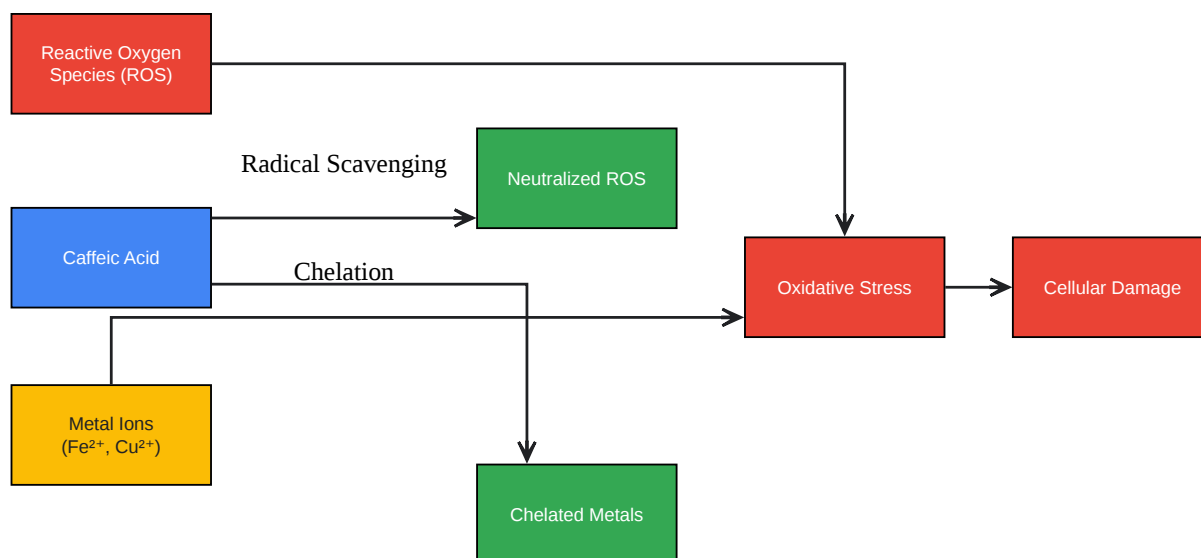 Reactive Oxygen
Species (ROS)
Radical Scavenging
Neutralized ROS
Caffeic Acid
Chelation
Oxidative Stress
Cellular Damage
Metal Ions
(Fe²⁺, Cu²⁺)
Chelated Metals